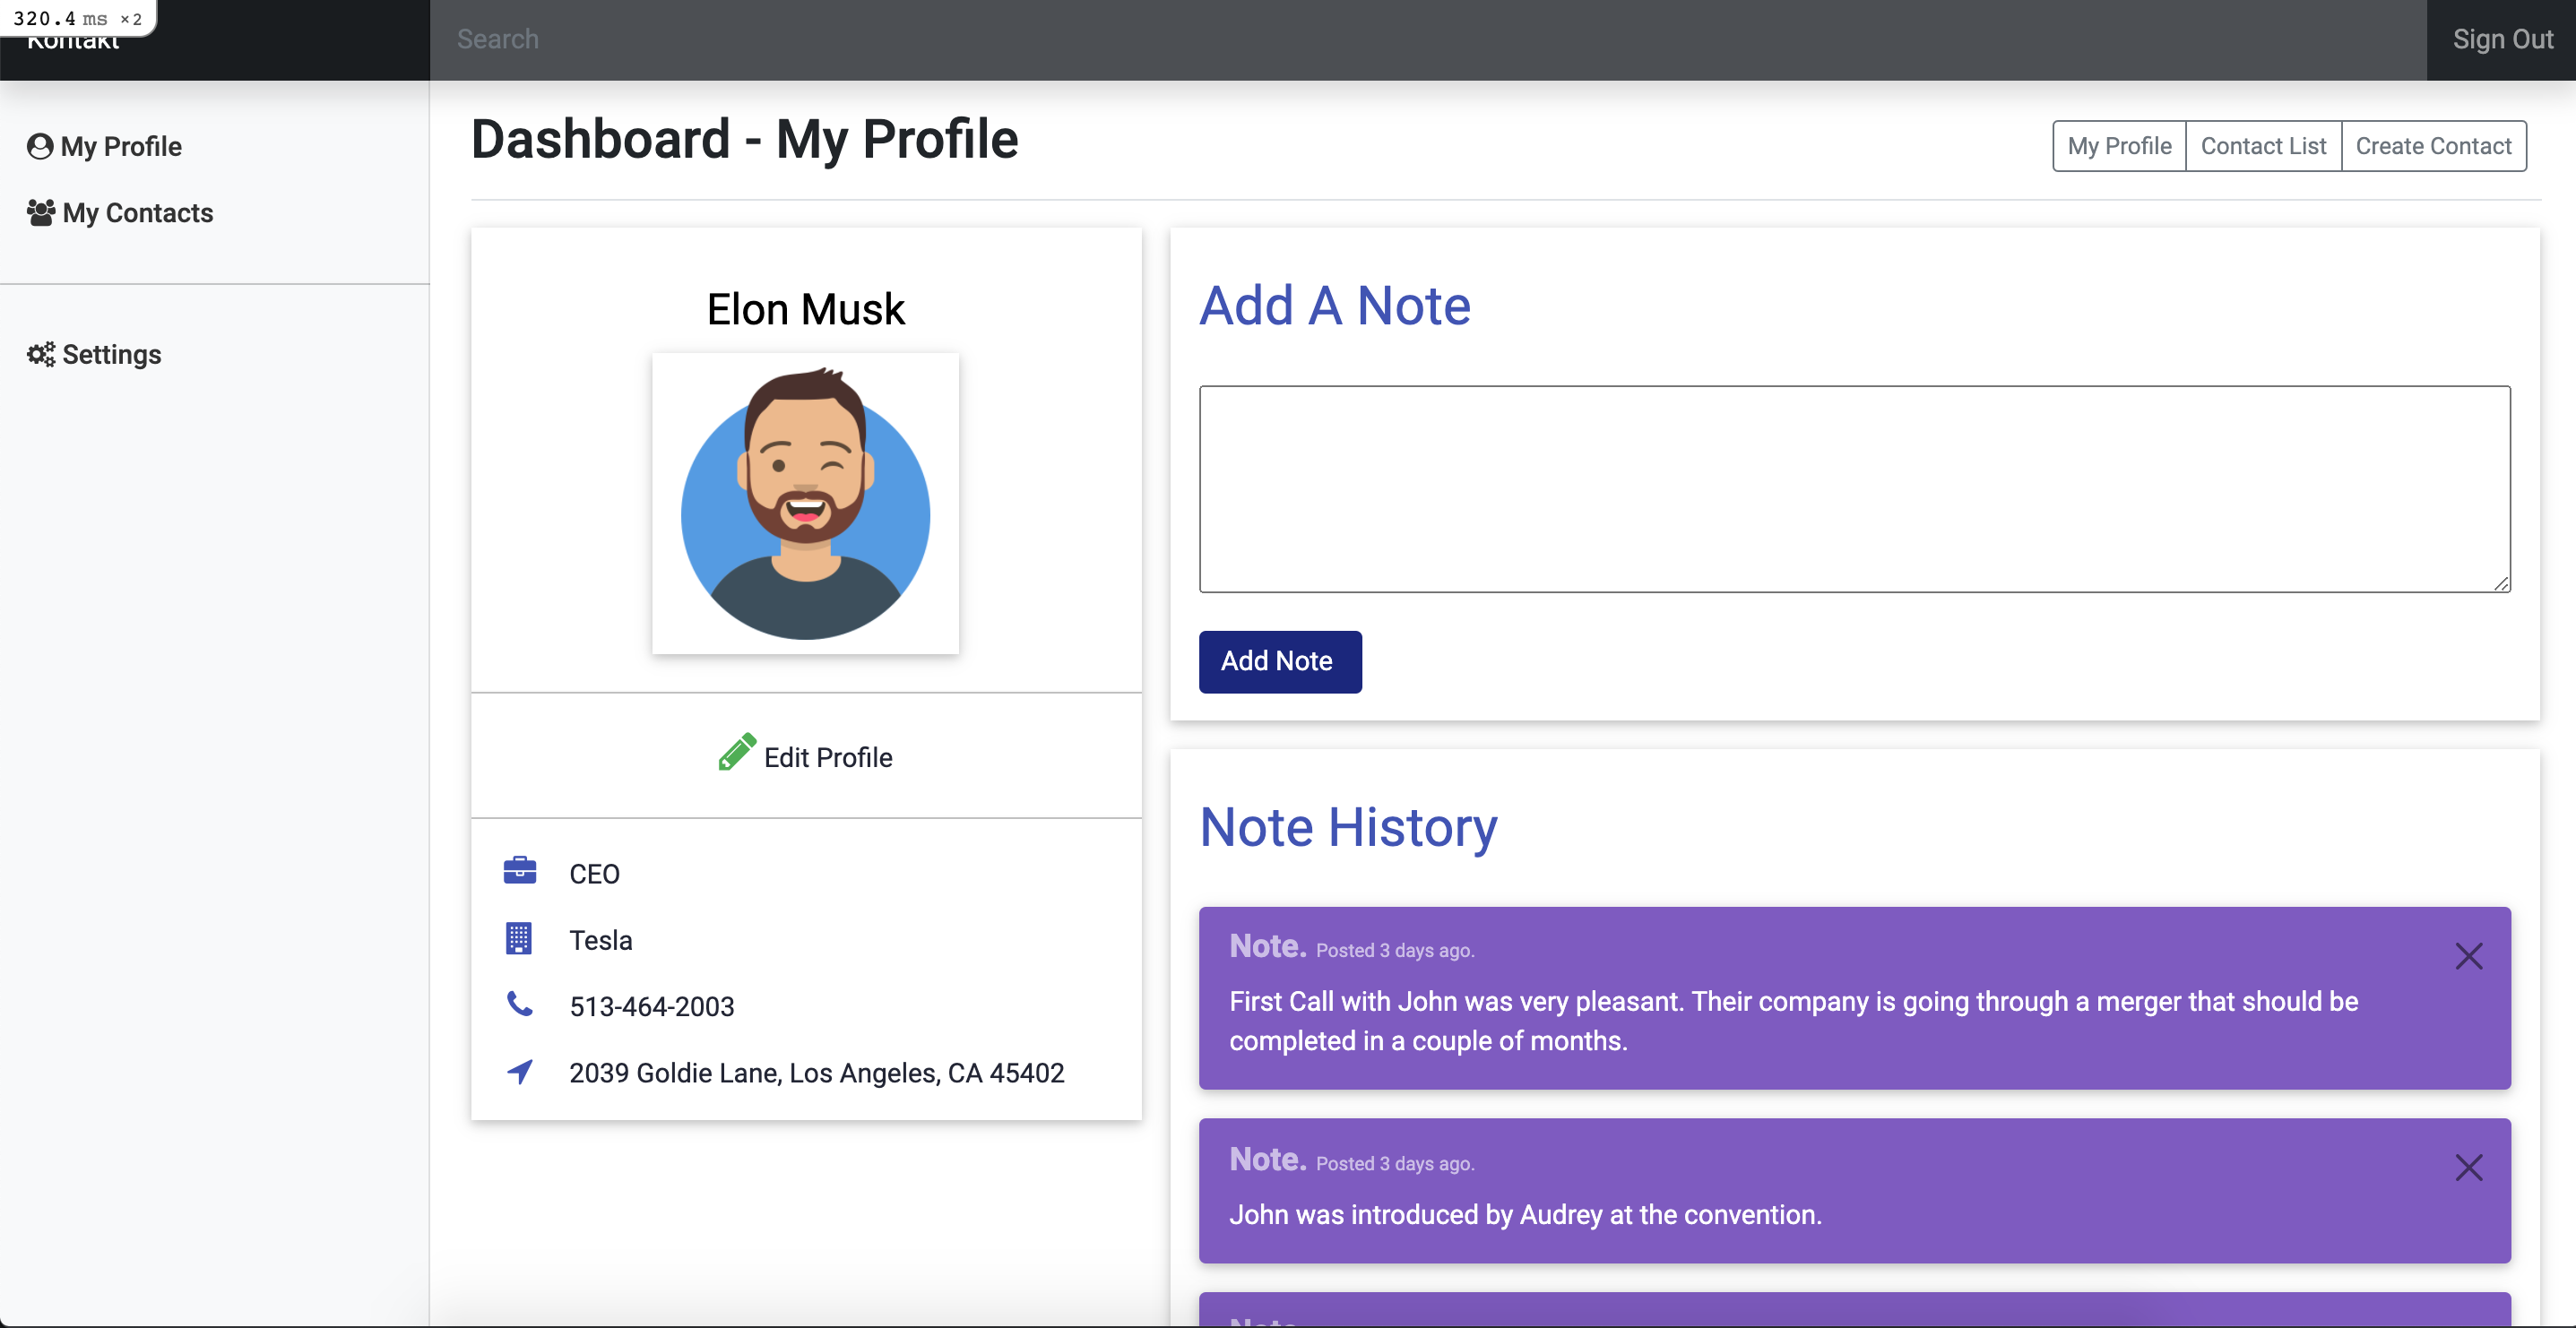 320.4 ms ×2
Kontakt
Search
Sign Out
My Profile
My Contacts
Settings
Dashboard - My Profile
My Profile
Contact List
Create Contact
Elon Musk
Edit Profile
CEO
Tesla
513-464-2003
2039 Goldie Lane, Los Angeles, CA 45402
Add A Note
Add Note
Note History
Note. Posted 3 days ago.
First Call with John was very pleasant. Their company is going through a merger that should be
completed in a couple of months.
Note. Posted 3 days ago.
John was introduced by Audrey at the convention.
Note.